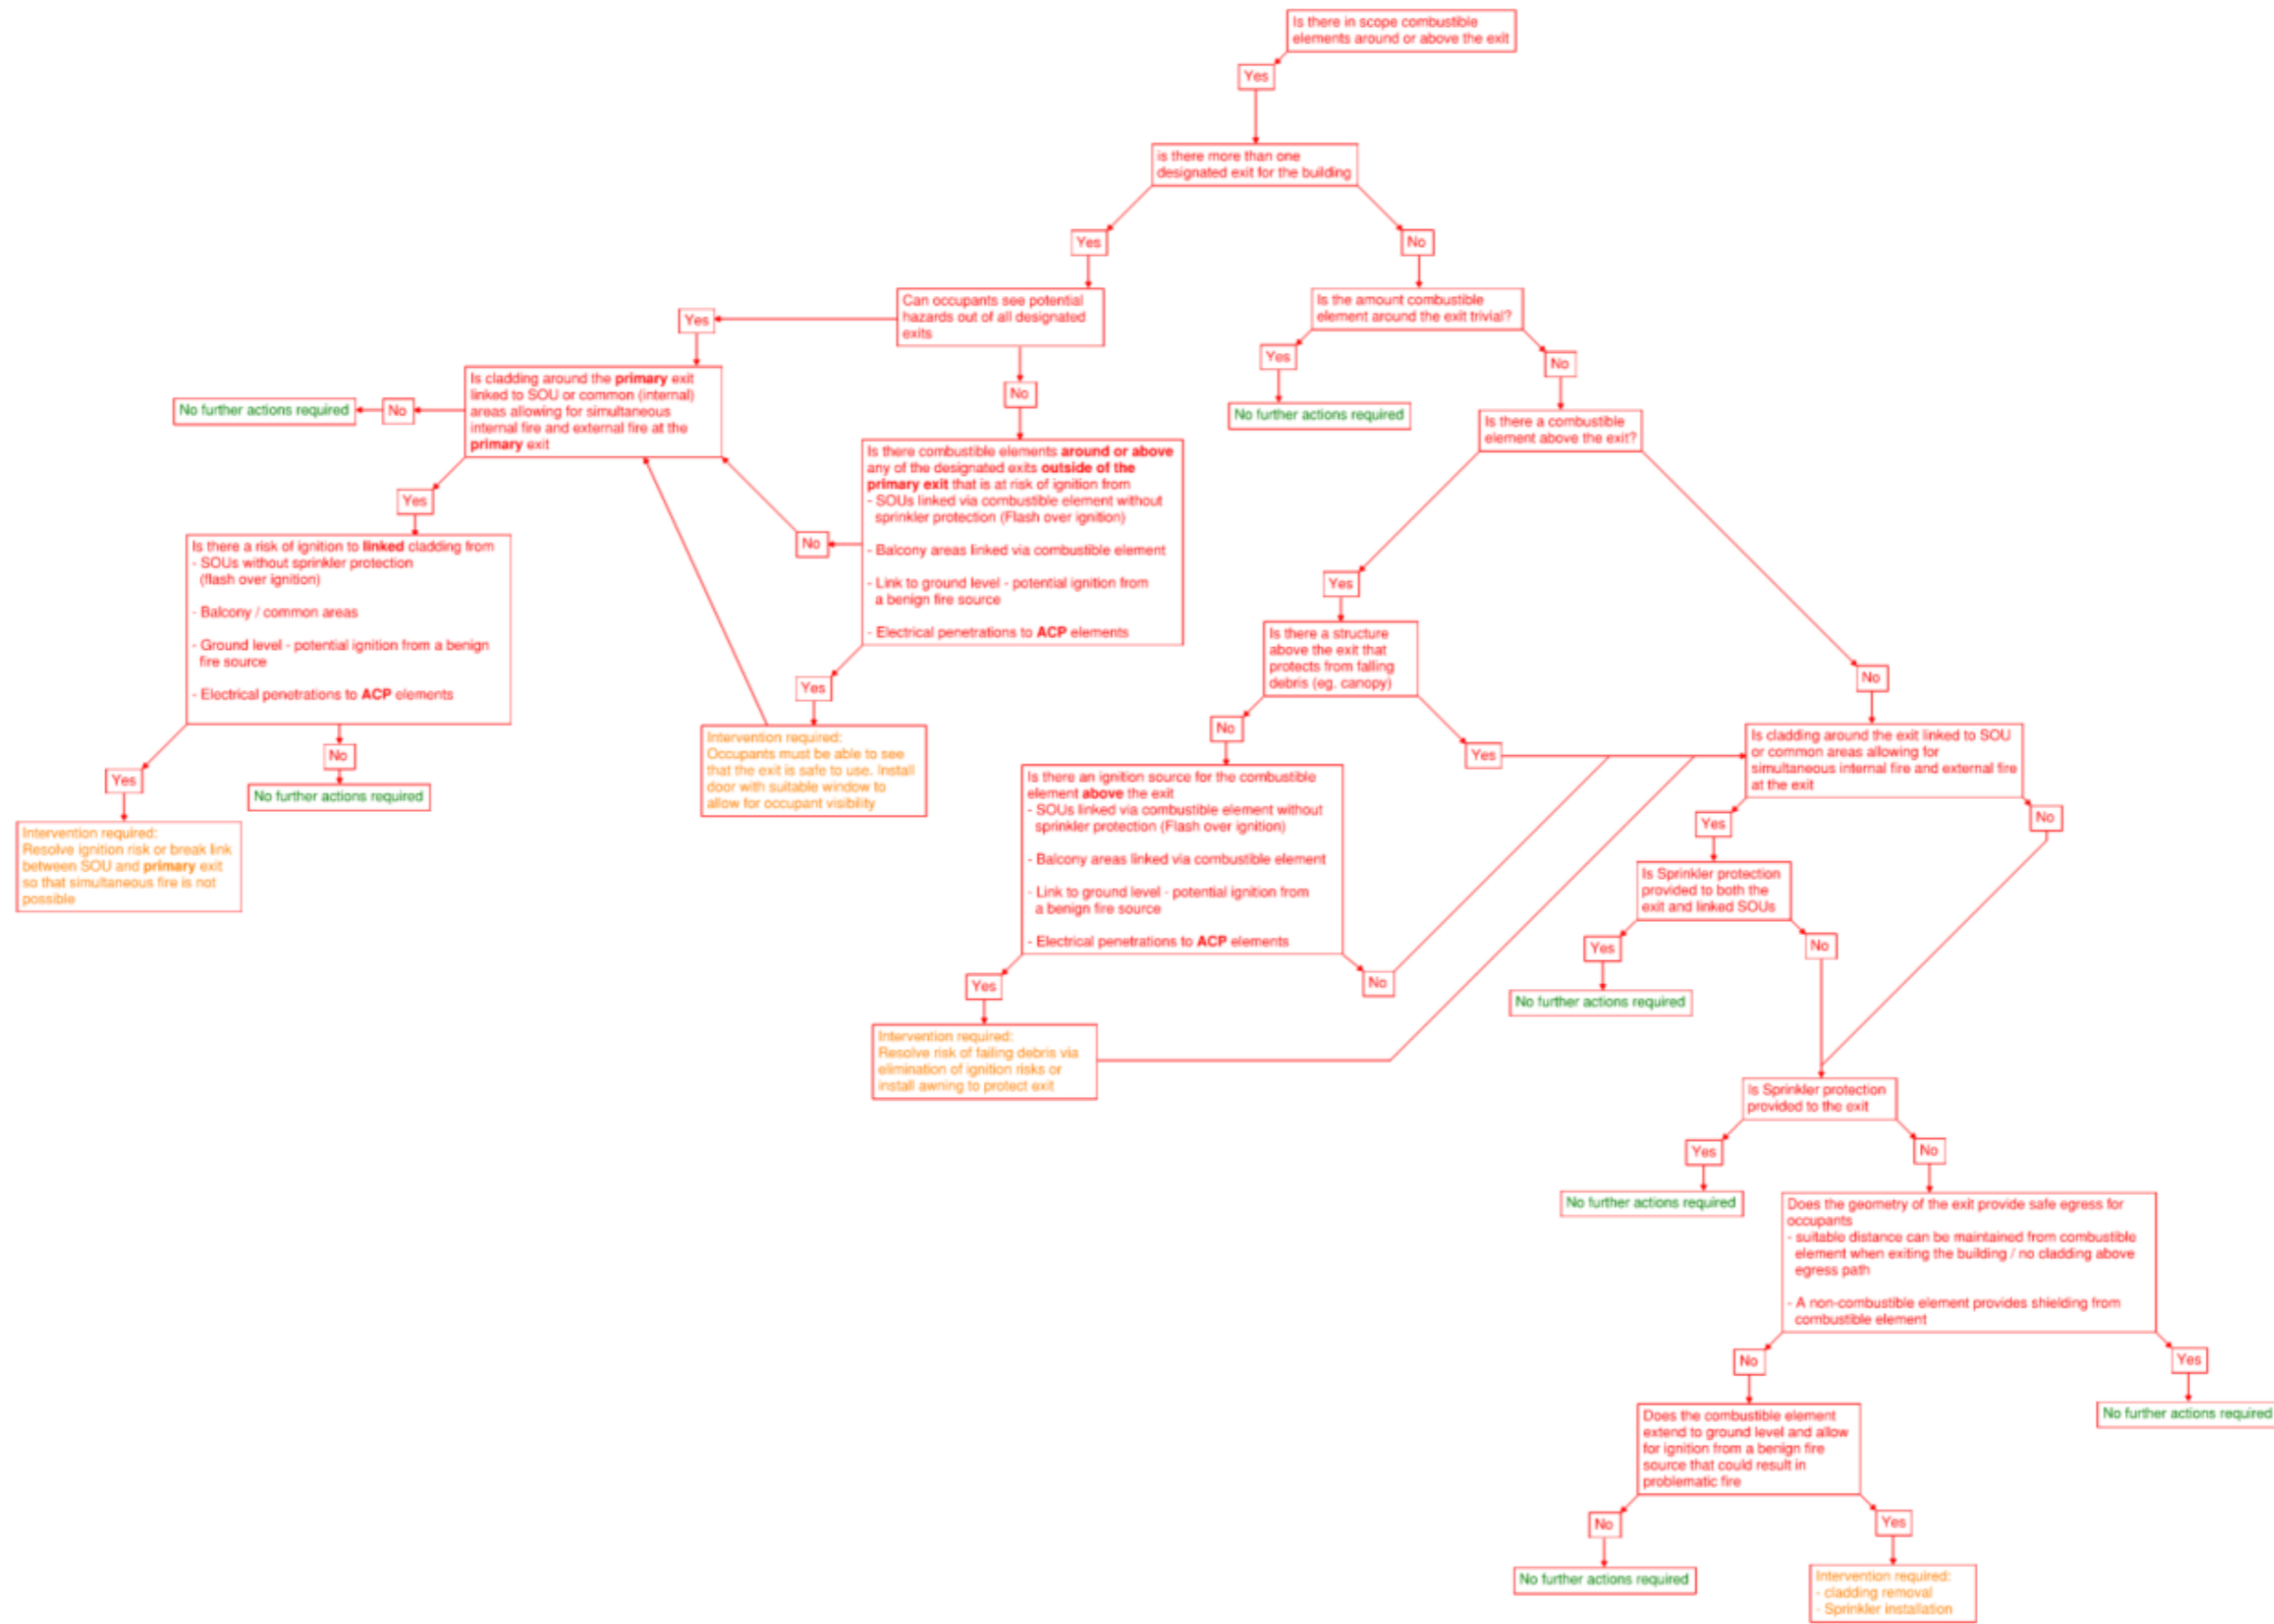 Is there in scope combustible
elements around or above the exit
Yes
is there more than one
designated exit for the building
Yes
No
Can occupants see potential
hazards out of all designated
exits
Yes
No
Is cladding around the primary exit
linked to SOU or common (internal)
areas allowing for simultaneous
internal fire and external fire at the
primary exit
No
No further actions required
Yes
Is there a risk of ignition to linked cladding from
- SOUs without sprinkler protection
(flash over ignition)
- Balcony / common areas
- Ground level - potential ignition from a benign
fire source
- Electrical penetrations to ACP elements
Yes
No
No further actions required
Intervention required:
Resolve ignition risk or break link
between SOU and primary exit
so that simultaneous fire is not
possible
Is there combustible elements around or above
any of the designated exits outside of the
primary exit that is at risk of ignition from
- SOUs linked via combustible element without
sprinkler protection (Flash over ignition)
- Balcony areas linked via combustible element
- Link to ground level - potential ignition from
a benign fire source
- Electrical penetrations to ACP elements
No
Yes
Intervention required:
Occupants must be able to see
that the exit is safe to use. Install
door with suitable window to
allow for occupant visibility
Is the amount combustible
element around the exit trivial?
Yes
No
No further actions required
Is there a combustible
element above the exit?
Yes
No
Is there a structure
above the exit that
protects from falling
debris (eg. canopy)
No
Yes
Is there an ignition source for the combustible
element above the exit
- SOUs linked via combustible element without
sprinkler protection (Flash over ignition)
- Balcony areas linked via combustible element
- Link to ground level - potential ignition from
a benign fire source
- Electrical penetrations to ACP elements
Yes
No
Intervention required:
Resolve risk of failing debris via
elimination of ignition risks or
install awning to protect exit
Is cladding around the exit linked to SOU
or common areas allowing for
simultaneous internal fire and external fire
at the exit
Yes
No
Is Sprinkler protection
provided to both the
exit and linked SOUs
Yes
No
No further actions required
Is Sprinkler protection
provided to the exit
Yes
No
No further actions required
Does the geometry of the exit provide safe egress for
occupants
- suitable distance can be maintained from combustible
element when exiting the building / no cladding above
egress path
- A non-combustible element provides shielding from
combustible element
No
Yes
No further actions required
Does the combustible element
extend to ground level and allow
for ignition from a benign fire
source that could result in
problematic fire
No
Yes
No further actions required
Intervention required:
- cladding removal
- Sprinkler installation